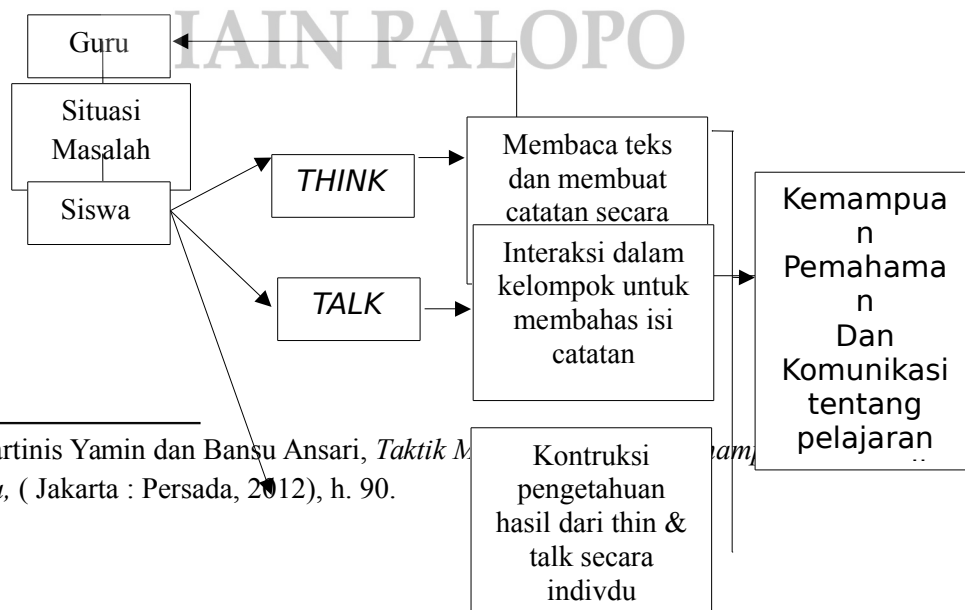 IAIN PALOPO
Guru
Situasi
Masalah
Siswa
THINK
TALK
Membaca teks
dan membuat
catatan secara
Interaksi dalam
kelompok untuk
membahas isi
catatan
Kontruksi
pengetahuan
hasil dari thin &
talk secara
indivdu
Kemampua
n
Pemahama
n
Dan
Komunikasi
tentang
pelajaran
artinis Yamin dan Bansu Ansari, Taktik
( Jakarta : Persada, 2012), h. 90.